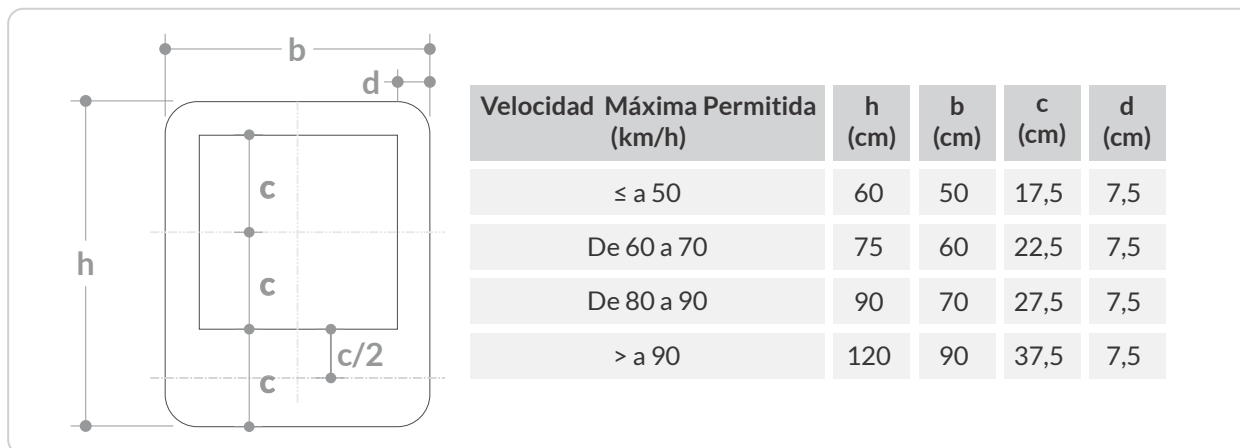 b
d
h
c
c
c/2
c
Velocidad Máxima Permitida (km/h) h (cm) b (cm) c (cm) d (cm)
≤ a 50 60 50 17,5 7,5
De 60 a 70 75 60 22,5 7,5
De 80 a 90 90 70 27,5 7,5
> a 90 120 90 37,5 7,5